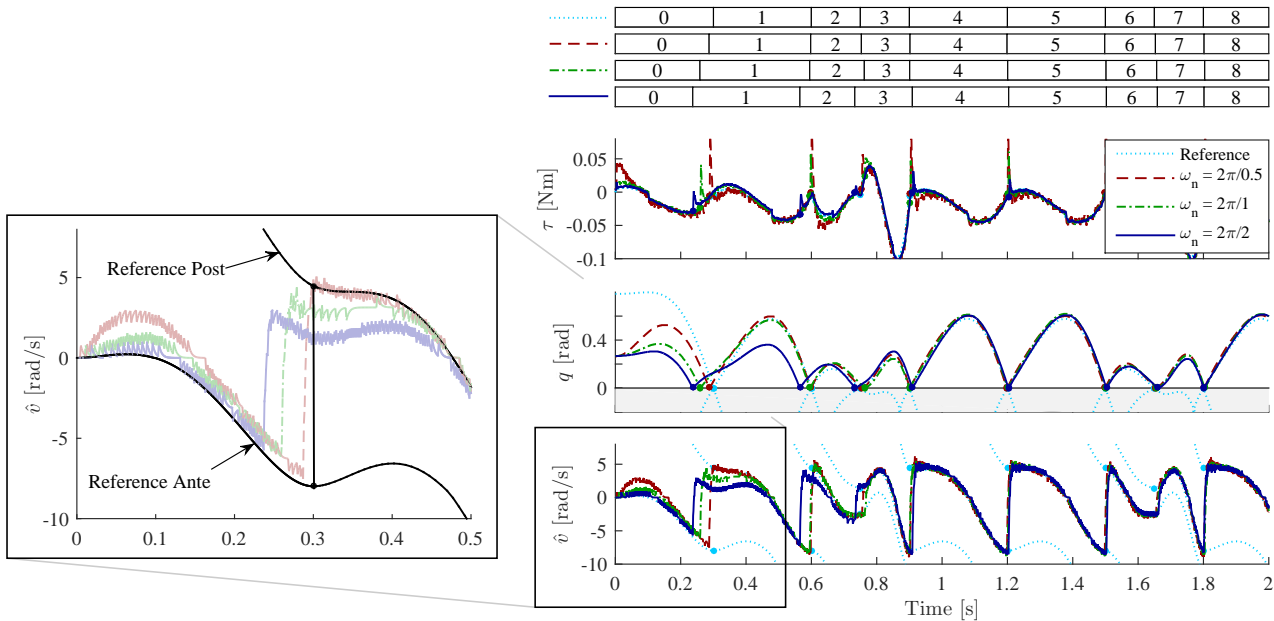 0 1 2 3 4 5 6 7 8
0 1 2 3 4 5 6 7 8
0 1 2 3 4 5 6 7 8
0 1 2 3 4 5 6 7 8
0.05
0
-0.05
-0.1
τ [Nm]
Reference
ω_n = 2π/0.5
ω_n = 2π/1
ω_n = 2π/2
Reference Post
Reference Ante
5
0
-5
-10
v̂ [rad/s]
0 0.1 0.2 0.3 0.4 0.5
0.4
0
q [rad]
5
0
-5
-10
v̂ [rad/s]
0 0.2 0.4 0.6 0.8 1 1.2 1.4 1.6 1.8 2
Time [s]